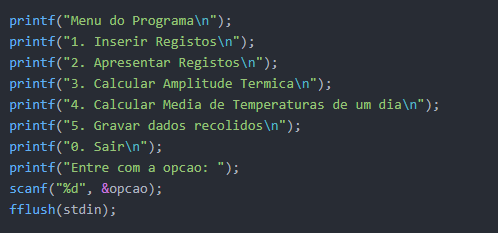 printf("Menu do Programa\n");
printf("1. Inserir Registos\n");
printf("2. Apresentar Registos\n");
printf("3. Calcular Amplitude Termica\n");
printf("4. Calcular Media de Temperaturas de um dia\n");
printf("5. Gravar dados recolidos\n");
printf("0. Sair\n");
printf("Entre com a opcao: ");
scanf("%d", &opcao);
fflush(stdin);